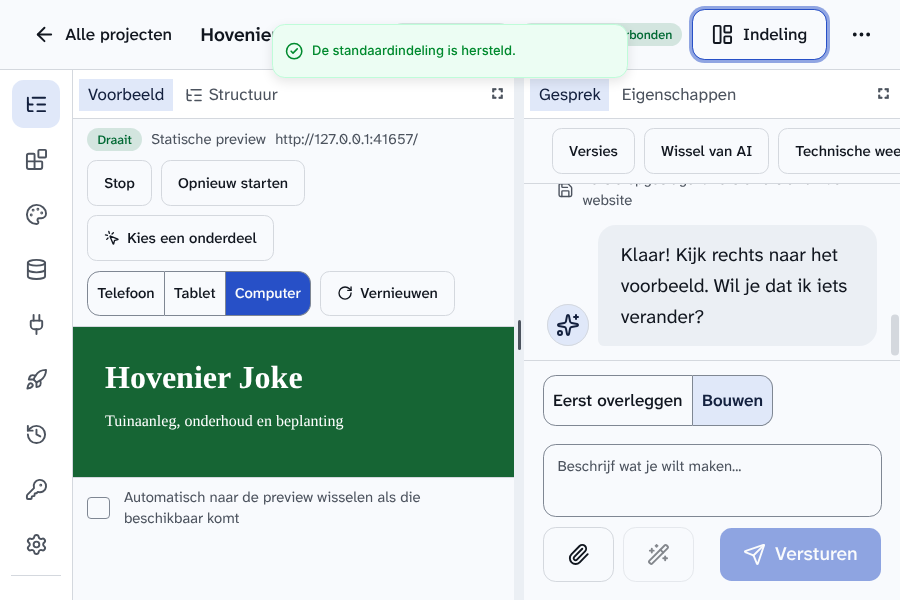 Alle projecten
Hovenie
De standaardindeling is hersteld.
Indeling
Voorbeeld
Structuur
Gesprek
Eigenschappen
Draait
Statische preview
http://127.0.0.1:41657/
Stop
Opnieuw starten
Kies een onderdeel
Telefoon
Tablet
Computer
Vernieuwen
Hovenier Joke
Tuinaanleg, onderhoud en beplanting
Automatisch naar de preview wisselen als die
beschikbaar komt
Versies
Wissel van AI
Technische wee
website
Klaar! Kijk rechts naar het
voorbeeld. Wil je dat ik iets
verander?
Eerst overleggen
Bouwen
Beschrijf wat je wilt maken...
Versturen